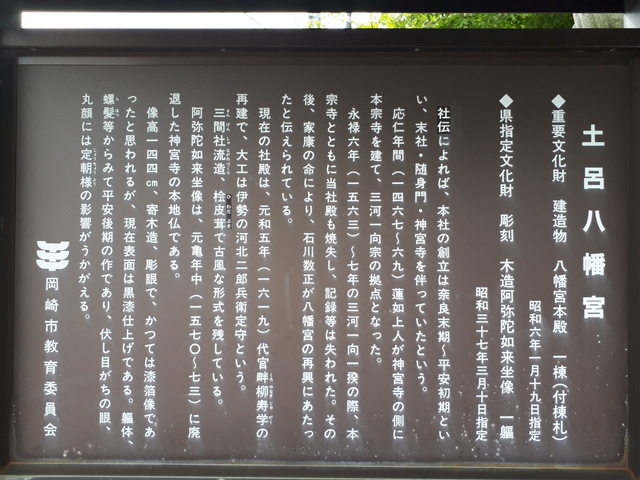 土呂八幡宮
◆重要文化財　建造物　八幡宮本殿　一棟(付棟札)
昭和六年一月十九日指定
◆県指定文化財　彫刻　木造阿弥陀如来坐像　一軀
昭和三十七年三月十日指定
社伝によれば、本社の創立は奈良末期～平安初期とい
い、末社・随身門・神宮寺を伴っていたという。
応仁年間（一四六七～六九）蓮如上人が神宮寺の側に
本宗寺を建て、三河一向宗の拠点となった。
永禄六年（一五六三）～七年の三河一向一揆の際、本
宗寺とともに当社殿も焼失し、記録等は失われた。その
後、家康の命により、石川数正が八幡宮の再興にあたっ
たと伝えられている。
現在の社殿は、元和五年（一六一九）代官畔柳寿学の
再建で、大工は伊勢の河北二郎兵衛定守という。
三間社流造、桧皮葺で古風な形式を残している。
阿弥陀如来坐像は、元亀年中（一五七〇～七三）に廃
退した神宮寺の本地仏である。
像高一四四㎝、寄木造、彫眼で、かつては漆箔像であ
ったと思われるが、現在表面は黒漆仕上げである。軀体、
螺髪等からみて平安後期の作であり、伏し目がちの眼、
丸顔には定朝様の影響がうかがえる。
岡崎市教育委員会